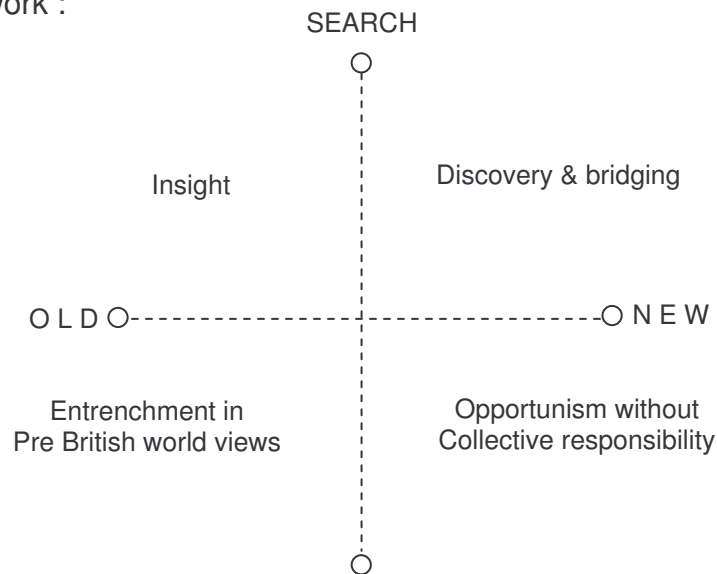 work :
SEARCH
Insight
Discovery & bridging
O L D
N E W
Entrenchment in
Pre British world views
Opportunism without
Collective responsibility